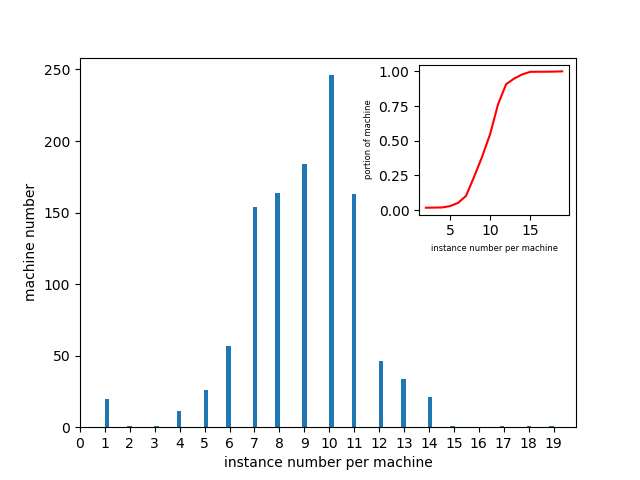 250
200
150
100
50
0
machine number
0 1 2 3 4 5 6 7 8 9 10 11 12 13 14 15 16 17 18 19
instance number per machine
1.00
0.75
0.50
0.25
0.00
portion of machine
5 10 15
instance number per machine